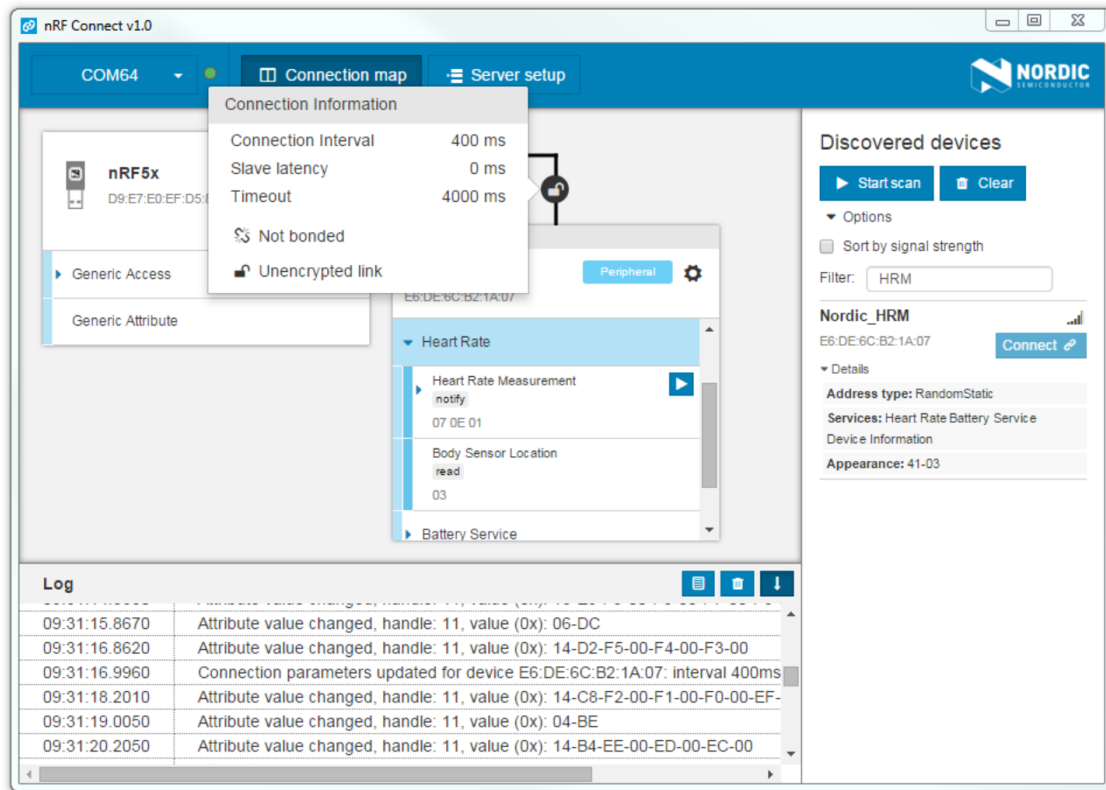 nRF Connect v1.0
COM64
Connection map
Server setup
NORDIC
SEMICONDUCTOR
Connection Information
Connection Interval 400 ms
Slave latency 0 ms
Timeout 4000 ms
Not bonded
Unencrypted link
nRF5x
D9:E7:E0:EF:D5:
Generic Access
Generic Attribute
Peripheral
E6:DE:6C:B2:1A:07
Heart Rate
Heart Rate Measurement
notify
07 0E 01
Body Sensor Location
read
03
Battery Service
Discovered devices
Start scan
Clear
Options
Sort by signal strength
Filter: HRM
Nordic_HRM
E6:DE:6C:B2:1A:07
Connect
Details
Address type: RandomStatic
Services: Heart Rate Battery Service
Device Information
Appearance: 41-03
Log
09:31:15.8670 Attribute value changed, handle: 11, value (0x): 06-DC
09:31:16.8620 Attribute value changed, handle: 11, value (0x): 14-D2-F5-00-F4-00-F3-00
09:31:16.9960 Connection parameters updated for device E6:DE:6C:B2:1A:07: interval 400ms
09:31:18.2010 Attribute value changed, handle: 11, value (0x): 14-C8-F2-00-F1-00-F0-00-EF-
09:31:19.0050 Attribute value changed, handle: 11, value (0x): 04-BE
09:31:20.2050 Attribute value changed, handle: 11, value (0x): 14-B4-EE-00-ED-00-EC-00